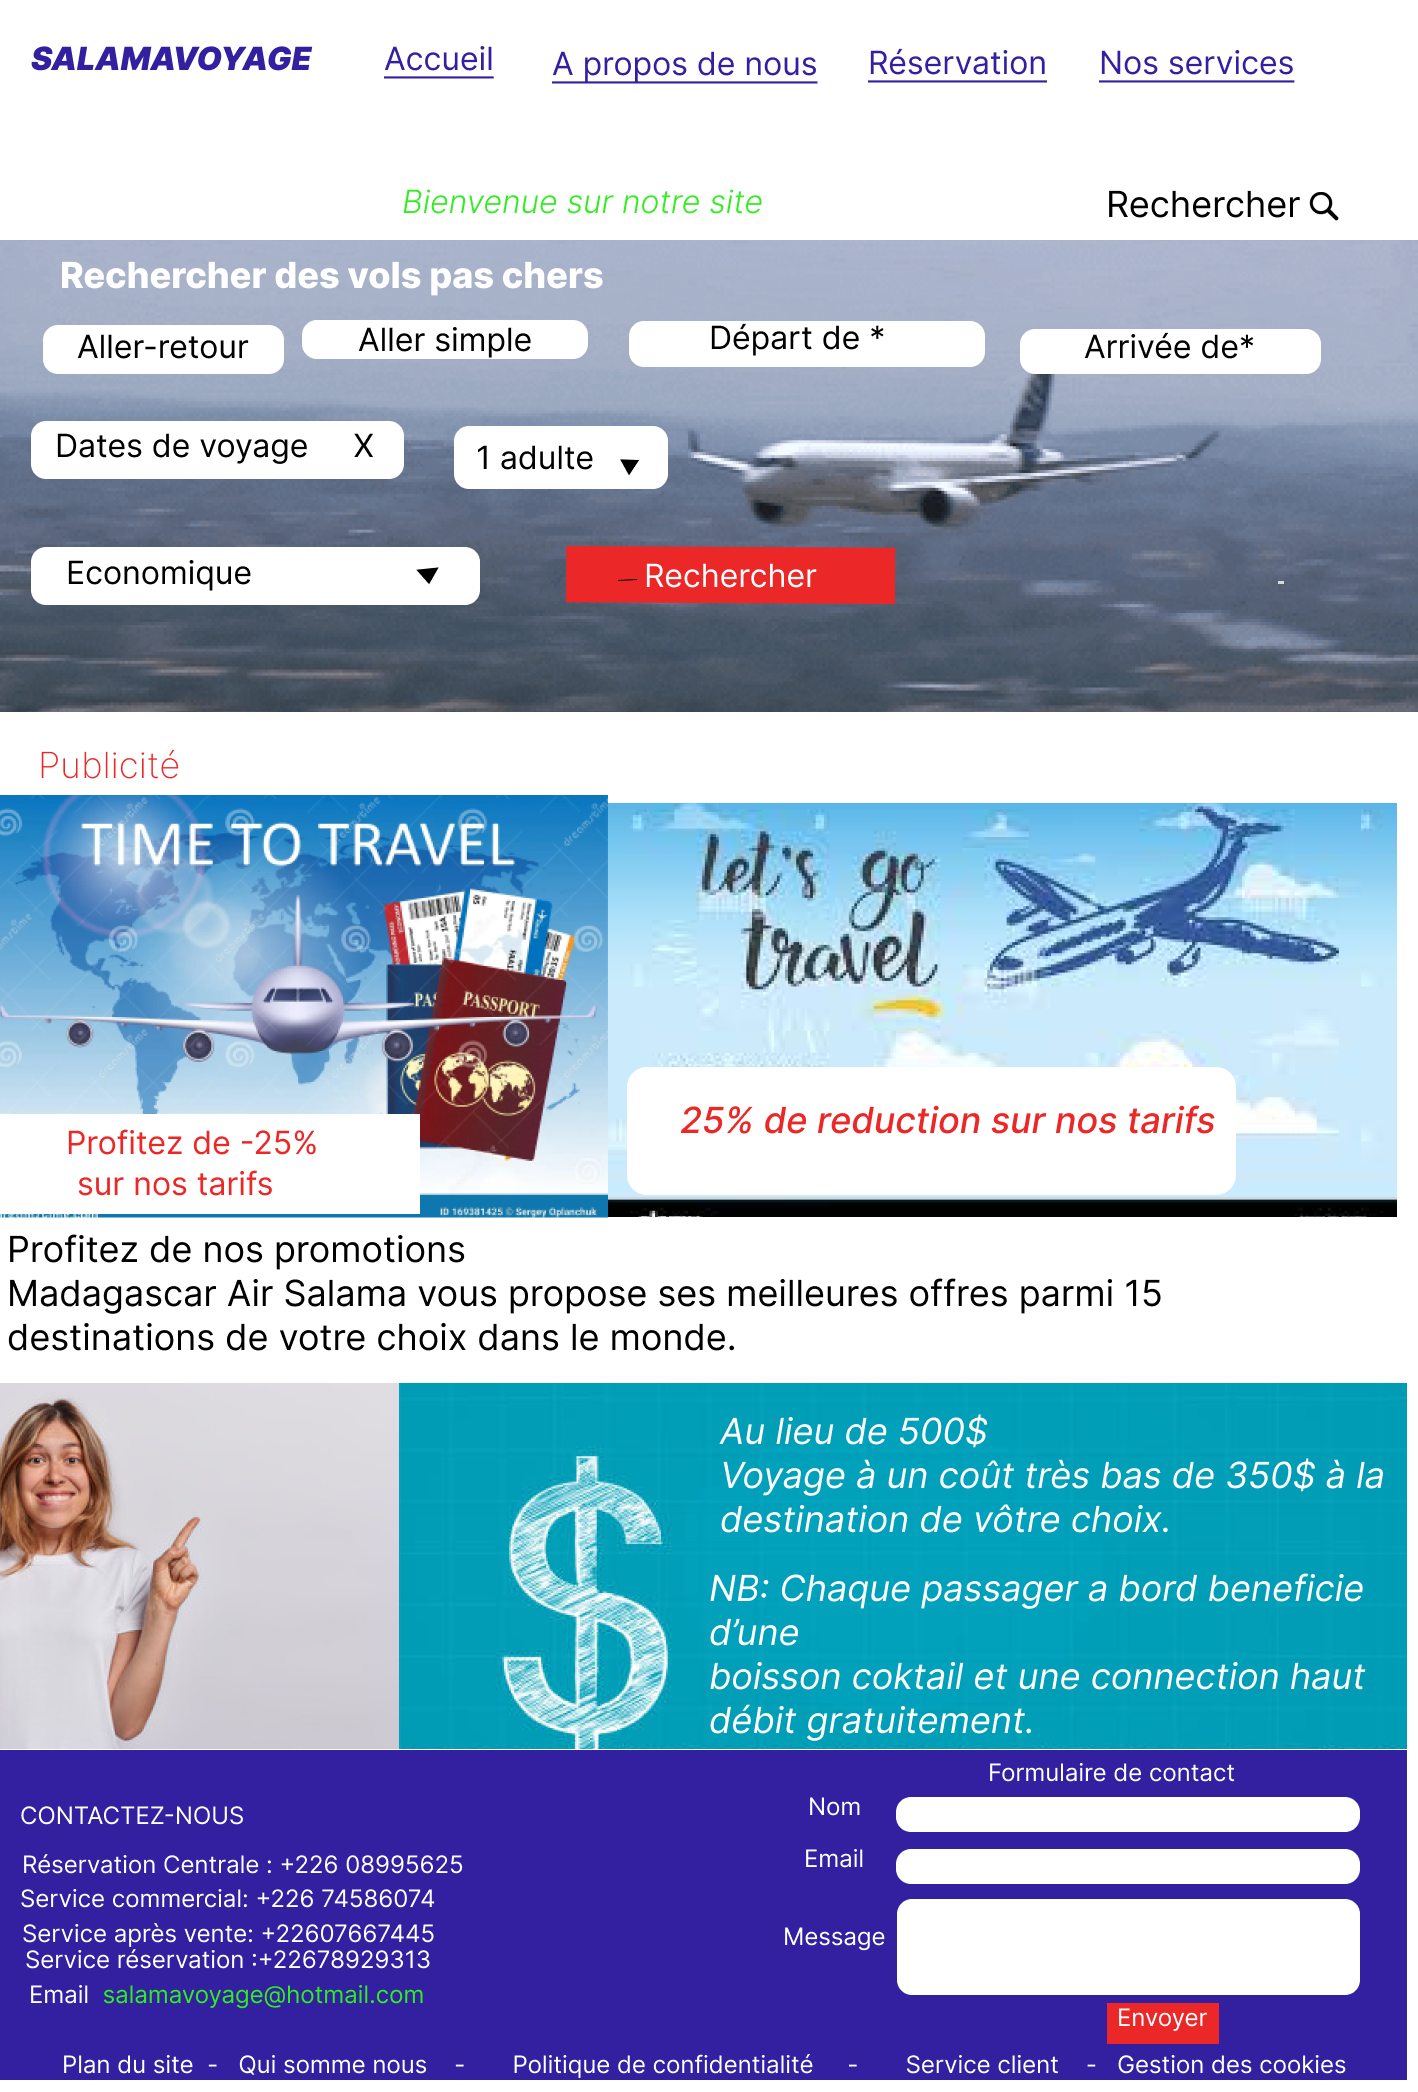 SALAMAVOYAGE Accueil A propos de nous Réservation Nos services
Bienvenue sur notre site
Rechercher
Rechercher des vols pas chers
Aller-retour Aller simple Départ de * Arrivée de*
Dates de voyage X 1 adulte
Economique Rechercher
Publicité
TIME TO TRAVEL
PASSPORT
let's go
travel
Profitez de -25%
sur nos tarifs
ID 169381425 © Sergey Oplanchuk
25% de reduction sur nos tarifs
Profitez de nos promotions
Madagascar Air Salama vous propose ses meilleures offres parmi 15
destinations de votre choix dans le monde.
Au lieu de 500$
Voyage à un coût très bas de 350$ à la
destination de vôtre choix.
NB: Chaque passager a bord beneficie
d’une
boisson coktail et une connection haut
débit gratuitement.
$
CONTACTEZ-NOUS
Réservation Centrale : +226 08995625
Service commercial: +226 74586074
Service après vente: +22607667445
Service réservation :+22678929313
Email salamavoyage@hotmail.com
Formulaire de contact
Nom
Email
Message
Envoyer
Plan du site - Qui somme nous - Politique de confidentialité - Service client - Gestion des cookies